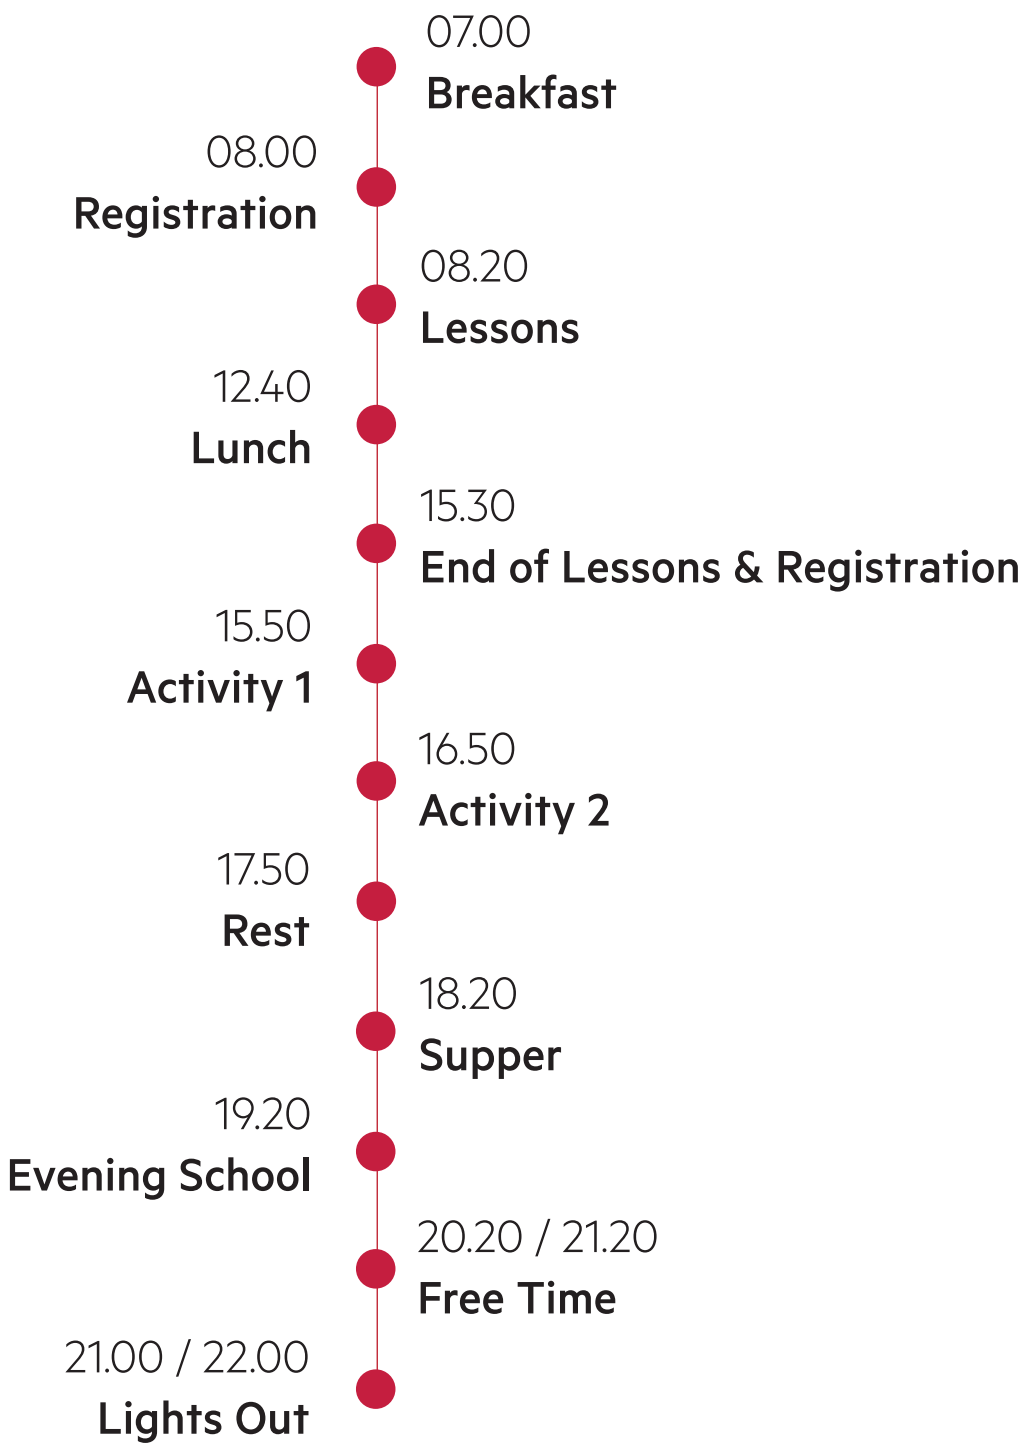 07.00
Breakfast
08.00
Registration
08.20
Lessons
12.40
Lunch
15.30
End of Lessons & Registration
15.50
Activity 1
16.50
Activity 2
17.50
Rest
18.20
Supper
19.20
Evening School
20.20 / 21.20
Free Time
21.00 / 22.00
Lights Out